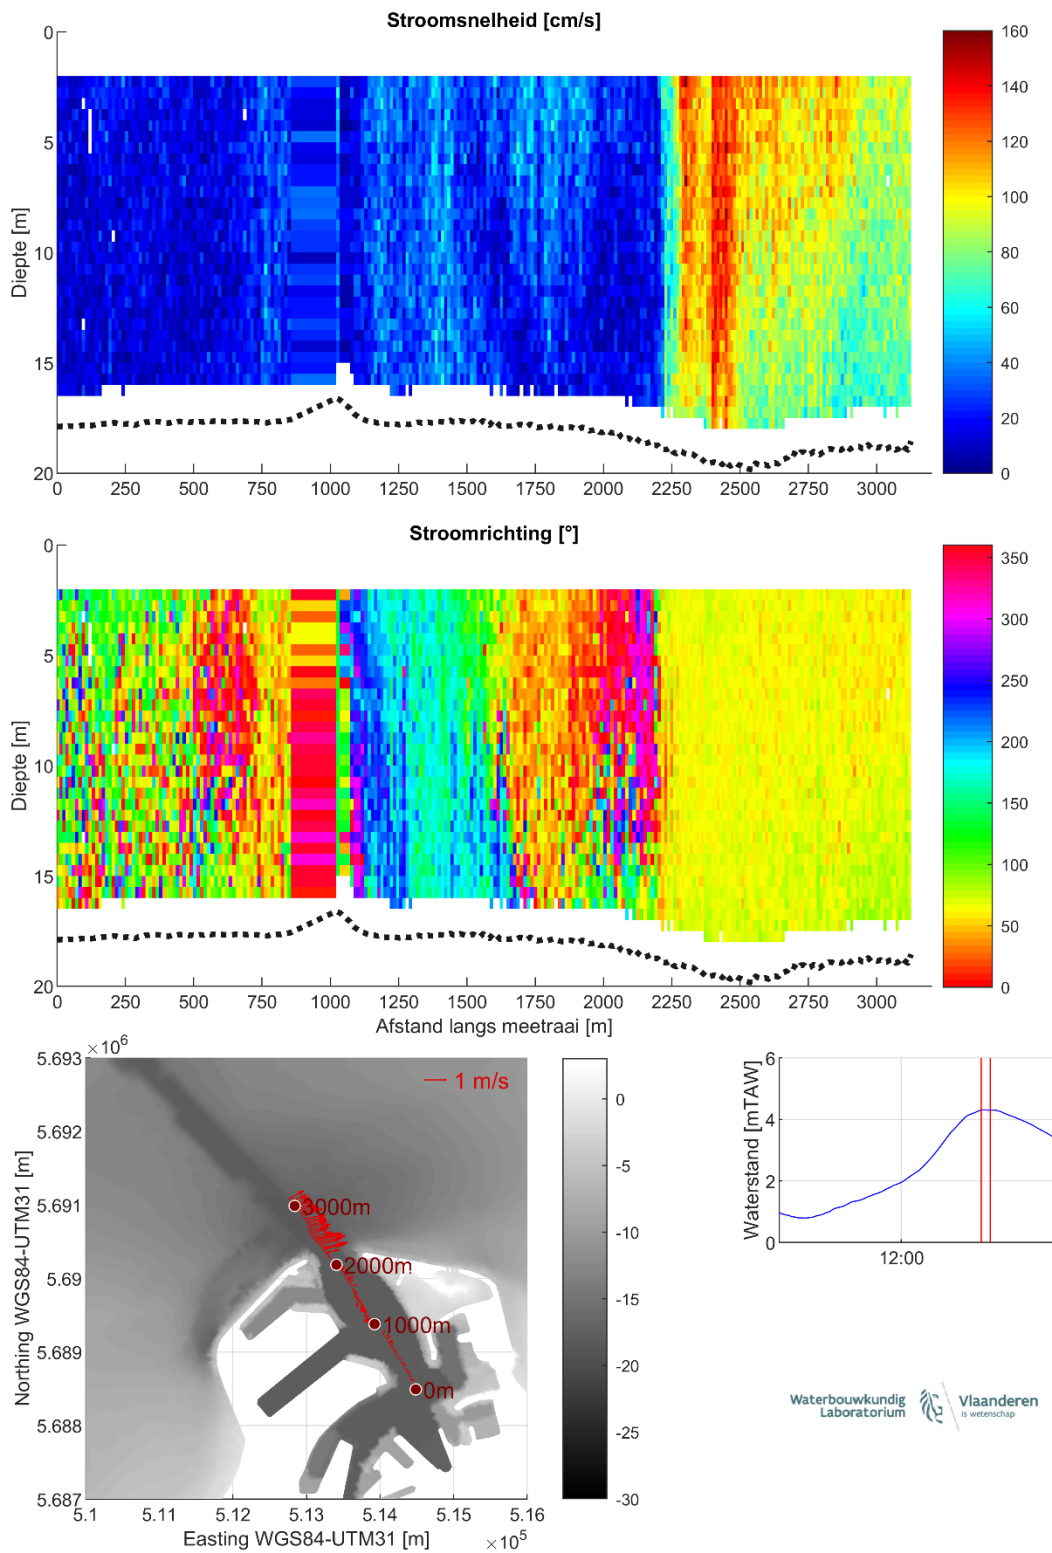 Stroomsnelheid [cm/s]
0
5
10
15
20
Diepte [m]
0 250 500 750 1000 1250 1500 1750 2000 2250 2500 2750 3000
160
140
120
100
80
60
40
20
0
Stroomrichting [°]
0
5
10
15
20
Diepte [m]
0 250 500 750 1000 1250 1500 1750 2000 2250 2500 2750 3000
Afstand langs meetraai [m]
350
300
250
200
150
100
50
0
×10⁶
5.693
5.692
5.691
5.69
5.689
5.688
5.687
Northing WGS84-UTM31 [m]
1 m/s
3000m
2000m
1000m
0m
5.1 5.12 5.13 5.14 5.15 5.16
Easting WGS84-UTM31 [m]
×10⁵
0
-5
-10
-15
-20
-25
-30
Waterstand [mTAW]
6
4
2
0
12:00
Waterbouwkundig
Laboratorium
Vlaanderen
is wetenschap